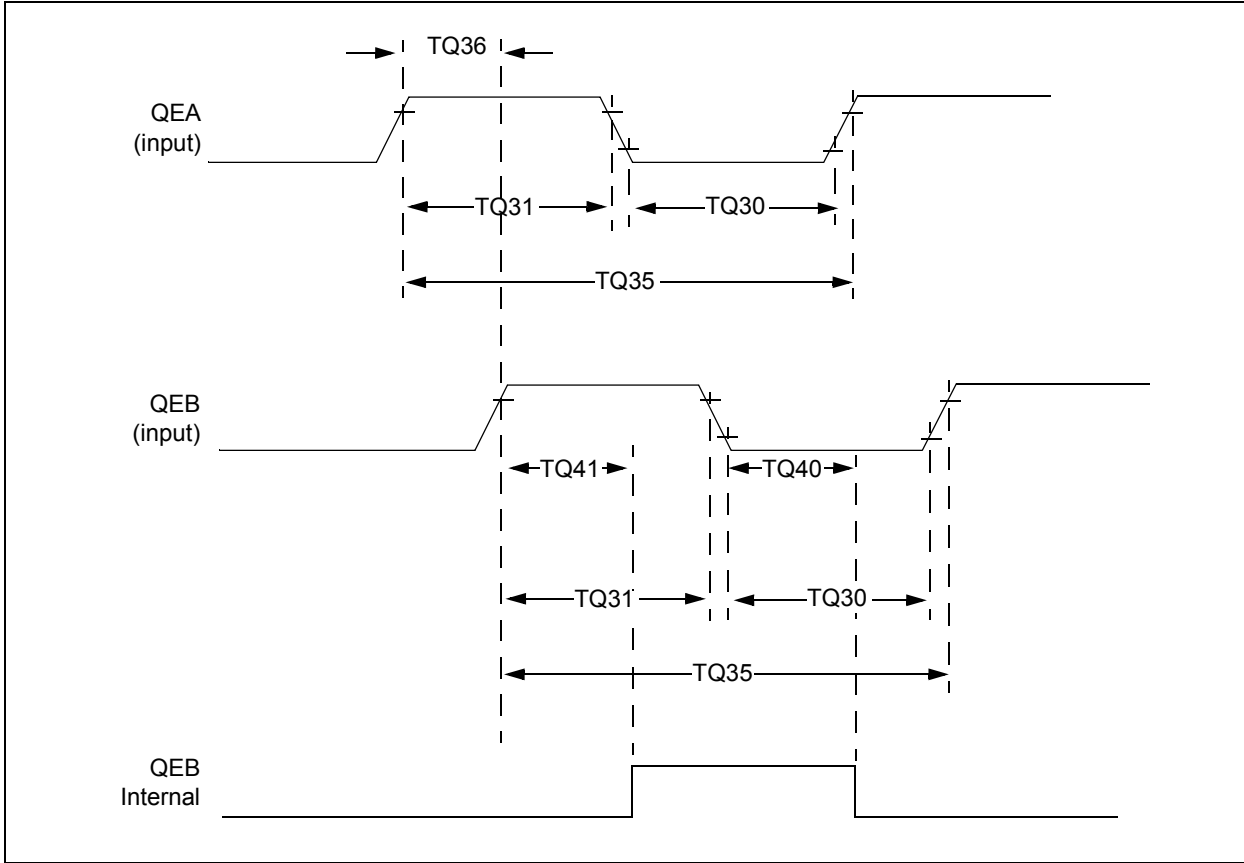 TQ36
QEA
(input)
TQ31
TQ30
TQ35
QEB
(input)
TQ41
TQ40
TQ31
TQ30
TQ35
QEB
Internal